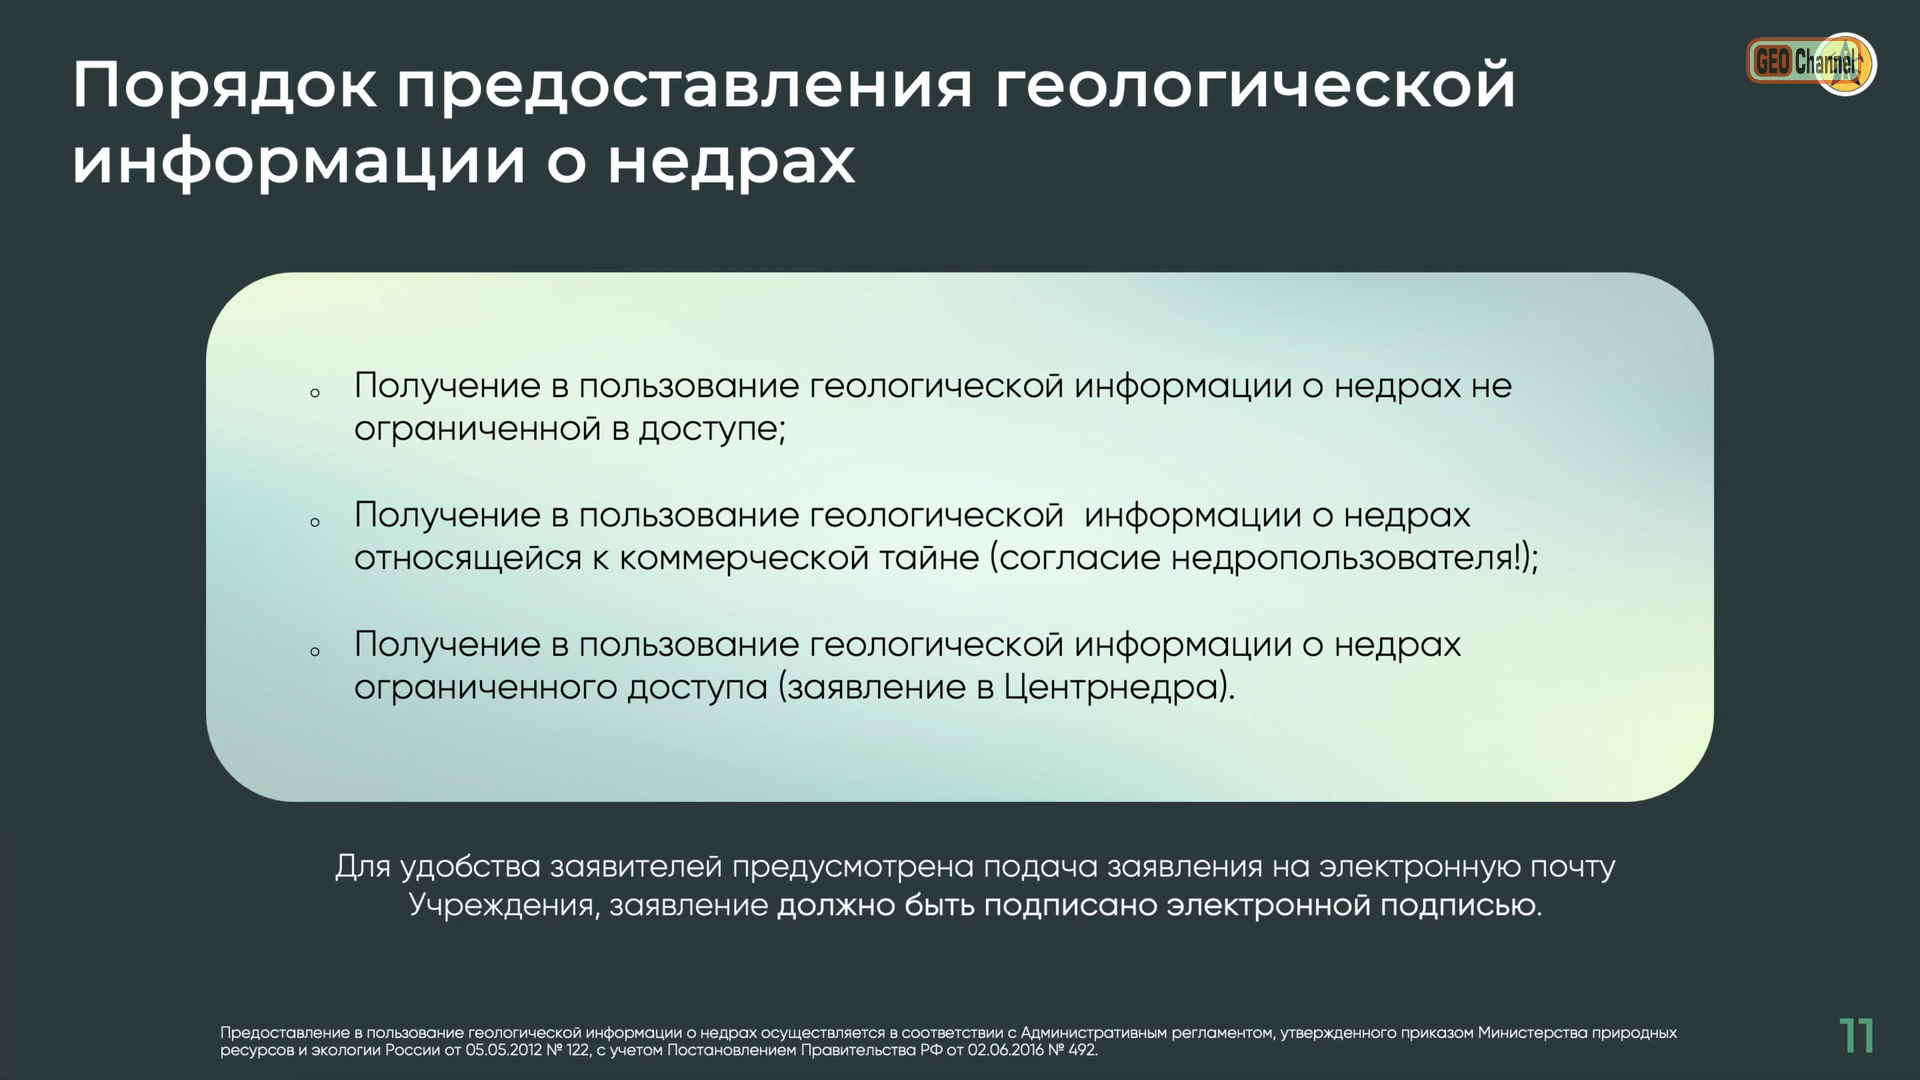 Порядок предоставления геологической
информации о недрах
GEO Channel
Получение в пользование геологической информации о недрах не
ограниченной в доступе;
Получение в пользование геологической  информации о недрах
относящейся к коммерческой тайне (согласие недропользователя!);
Получение в пользование геологической информации о недрах
ограниченного доступа (заявление в Центрнедра).
Для удобства заявителей предусмотрена подача заявления на электронную почту
Учреждения, заявление должно быть подписано электронной подписью.
Предоставление в пользование геологической информации о недрах осуществляется в соответствии с Административным регламентом, утвержденного приказом Министерства природных
ресурсов и экологии России от 05.05.2012 № 122, с учетом Постановлением Правительства РФ от 02.06.2016 № 492.
11